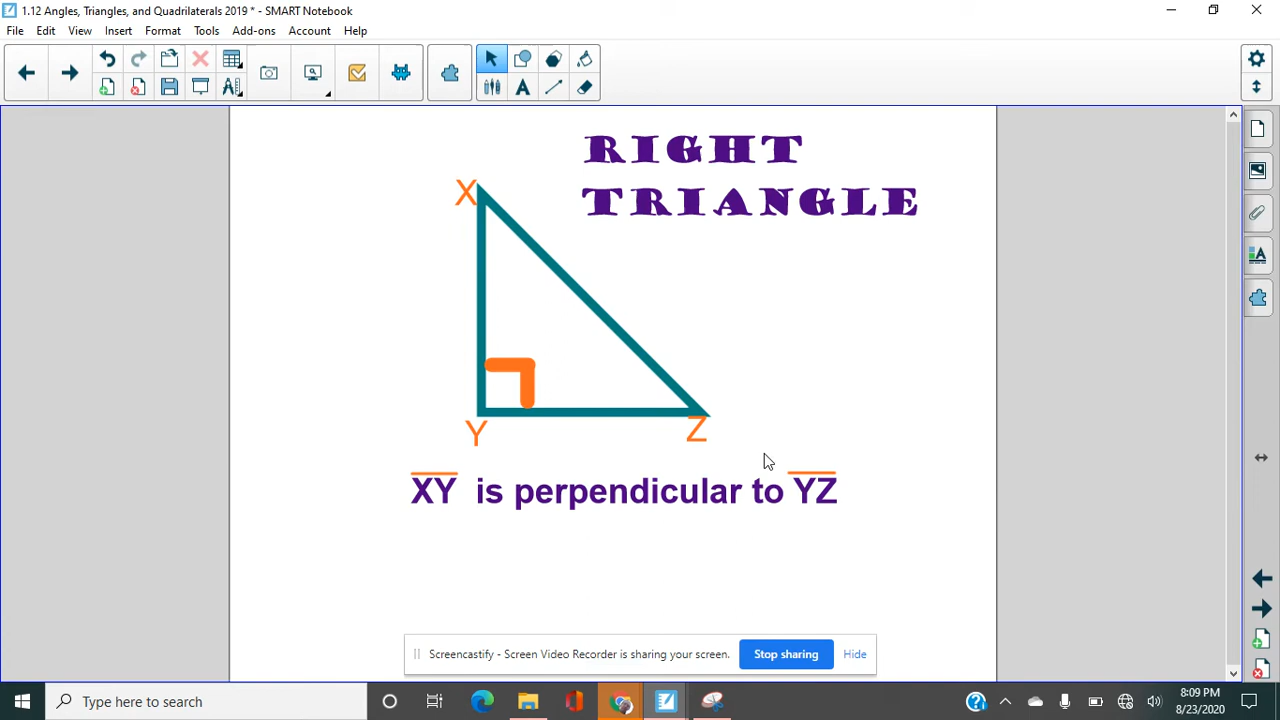 1.12 Angles, Triangles, and Quadrilaterals 2019 * - SMART Notebook
File Edit View Insert Format Tools Add-ons Account Help
RIGHT
TRIANGLE
X
Y
Z
XY is perpendicular to YZ
Screencastify - Screen Video Recorder is sharing your screen. Stop sharing Hide
Type here to search
8:09 PM
8/23/2020